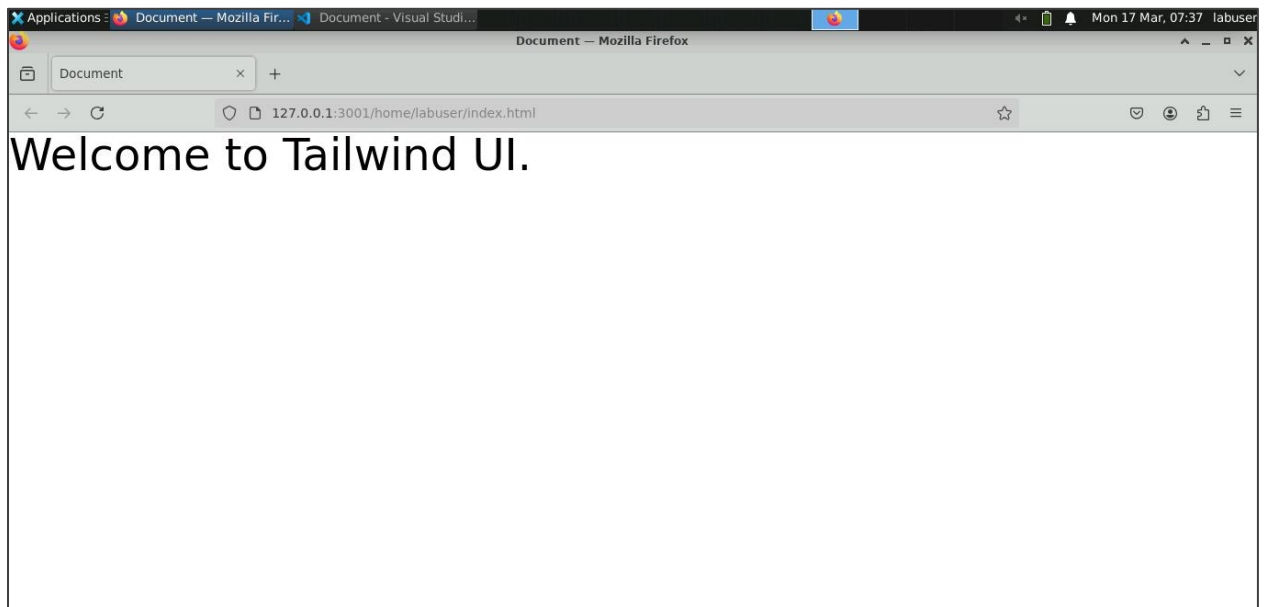 Applications
Document — Mozilla Fir...
Document - Visual Studi...
Mon 17 Mar, 07:37
labuser
Document — Mozilla Firefox
Document
127.0.0.1:3001/home/labuser/index.html
Welcome to Tailwind UI.